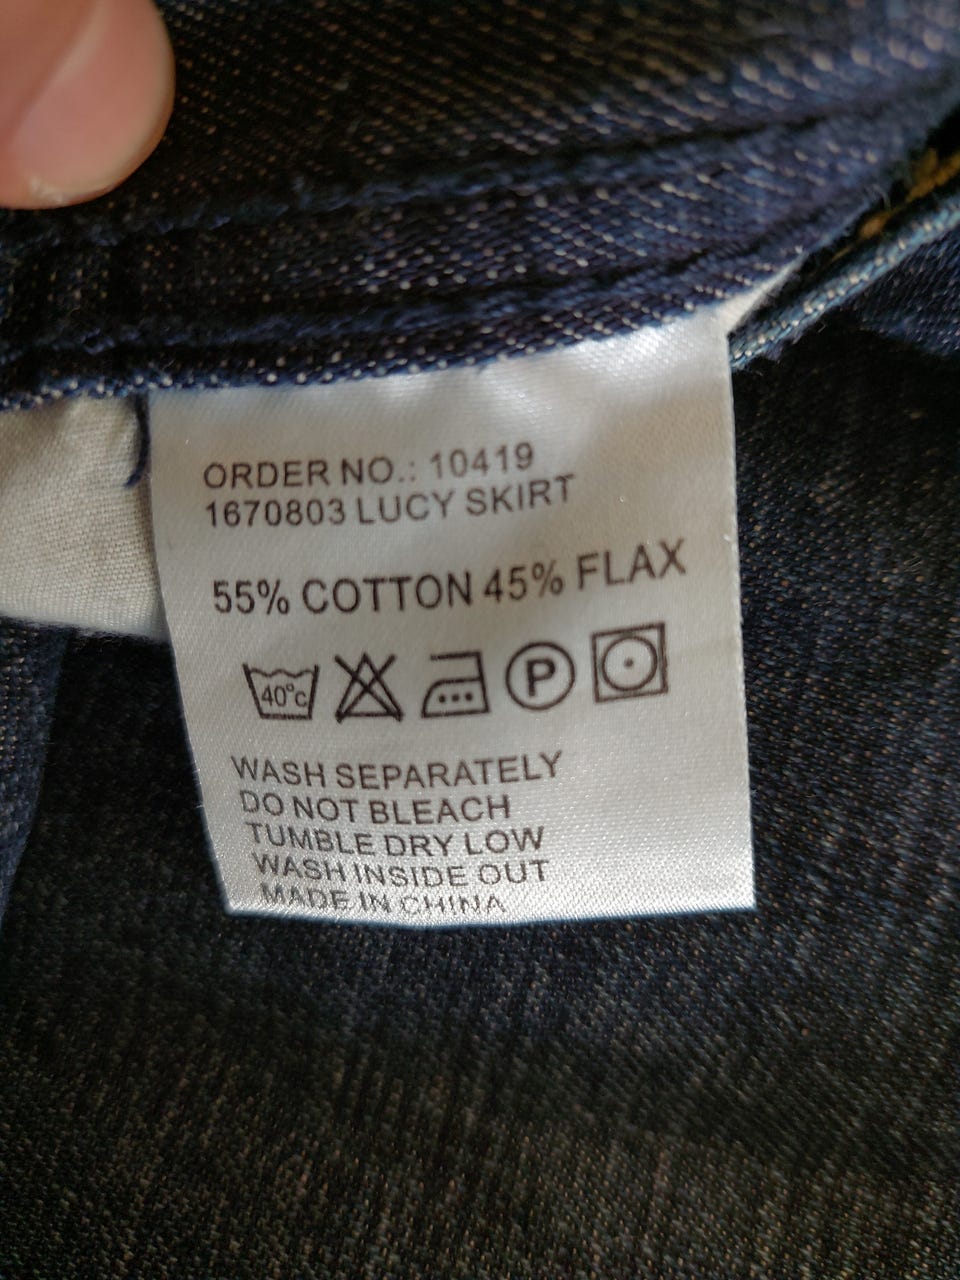 ORDER NO.: 10419
1670803 LUCY SKIRT
55% COTTON 45% FLAX
40°c P
WASH SEPARATELY
DO NOT BLEACH
TUMBLE DRY LOW
WASH INSIDE OUT
MADE IN CHINA